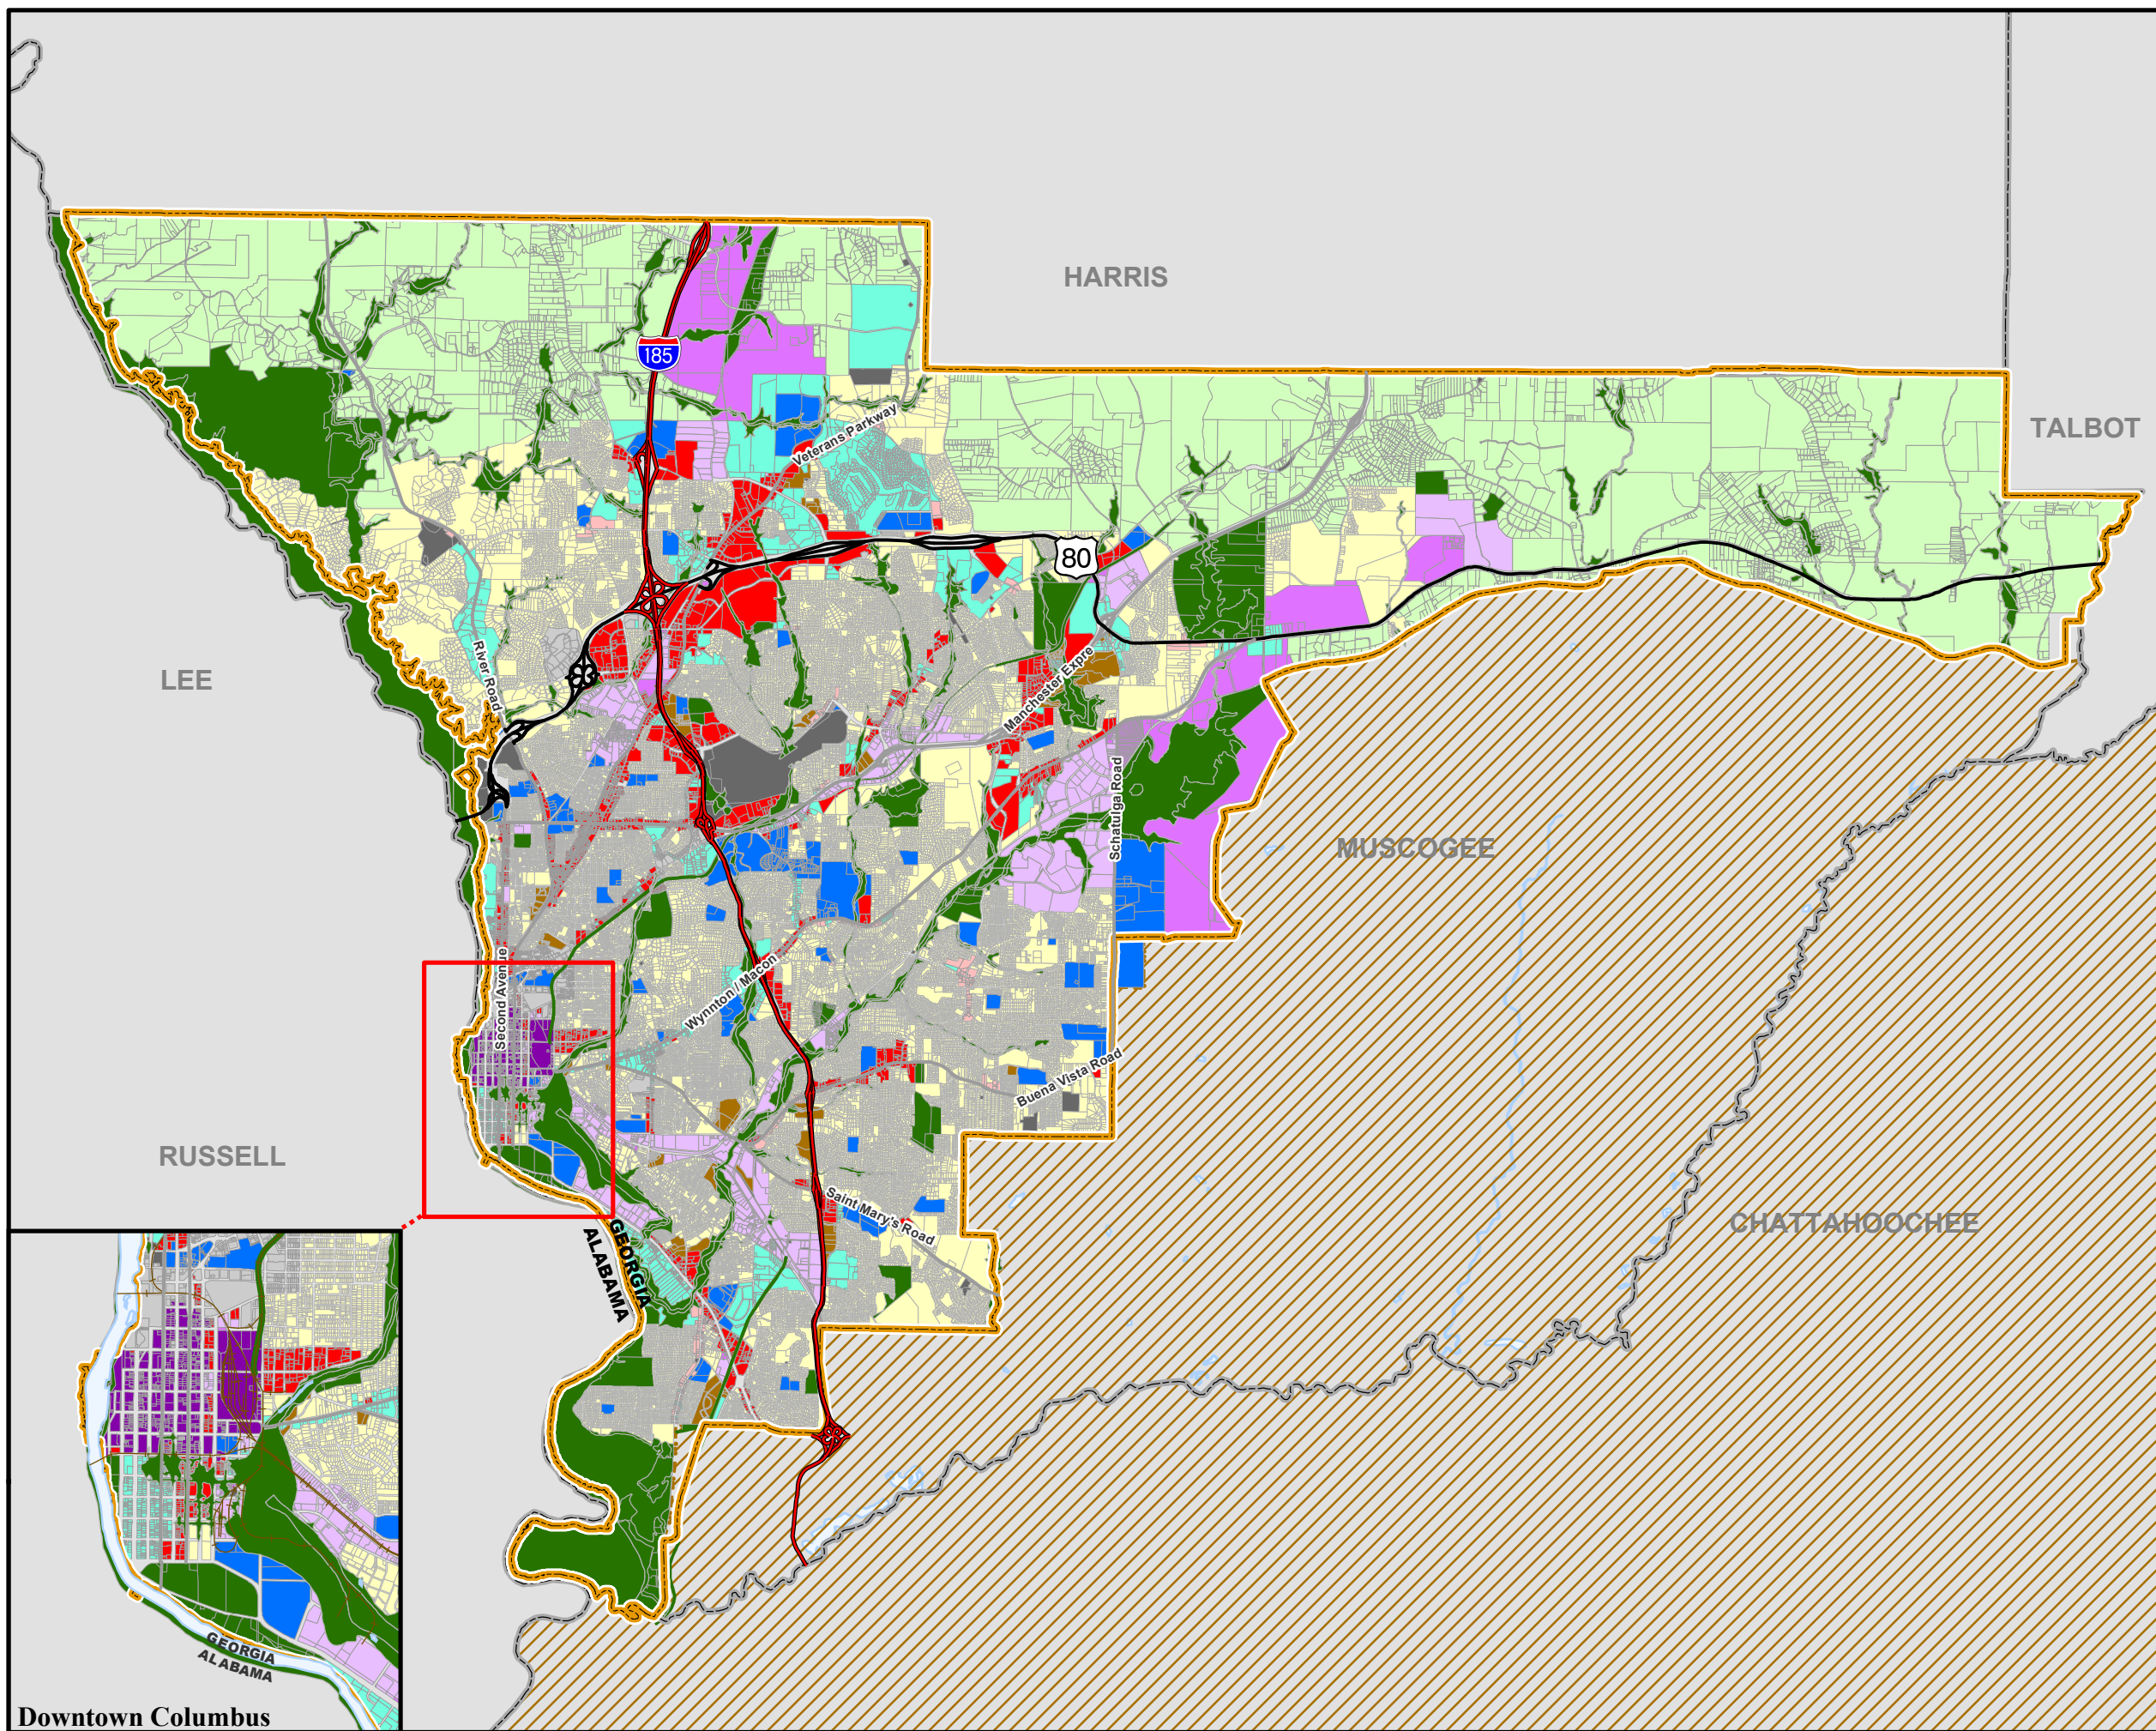 HARRIS
185
TALBOT
Veterans Parkway
80
LEE
River Road
Manchester Expre
Schatulga Road
MUSCOGEE
Second Avenue
Wynnton / Macon
Buena Vista Road
RUSSELL
Saint Mary's Road
CHATTAHOOCHEE
GEORGIA
ALABAMA
GEORGIA
ALABAMA
Downtown Columbus